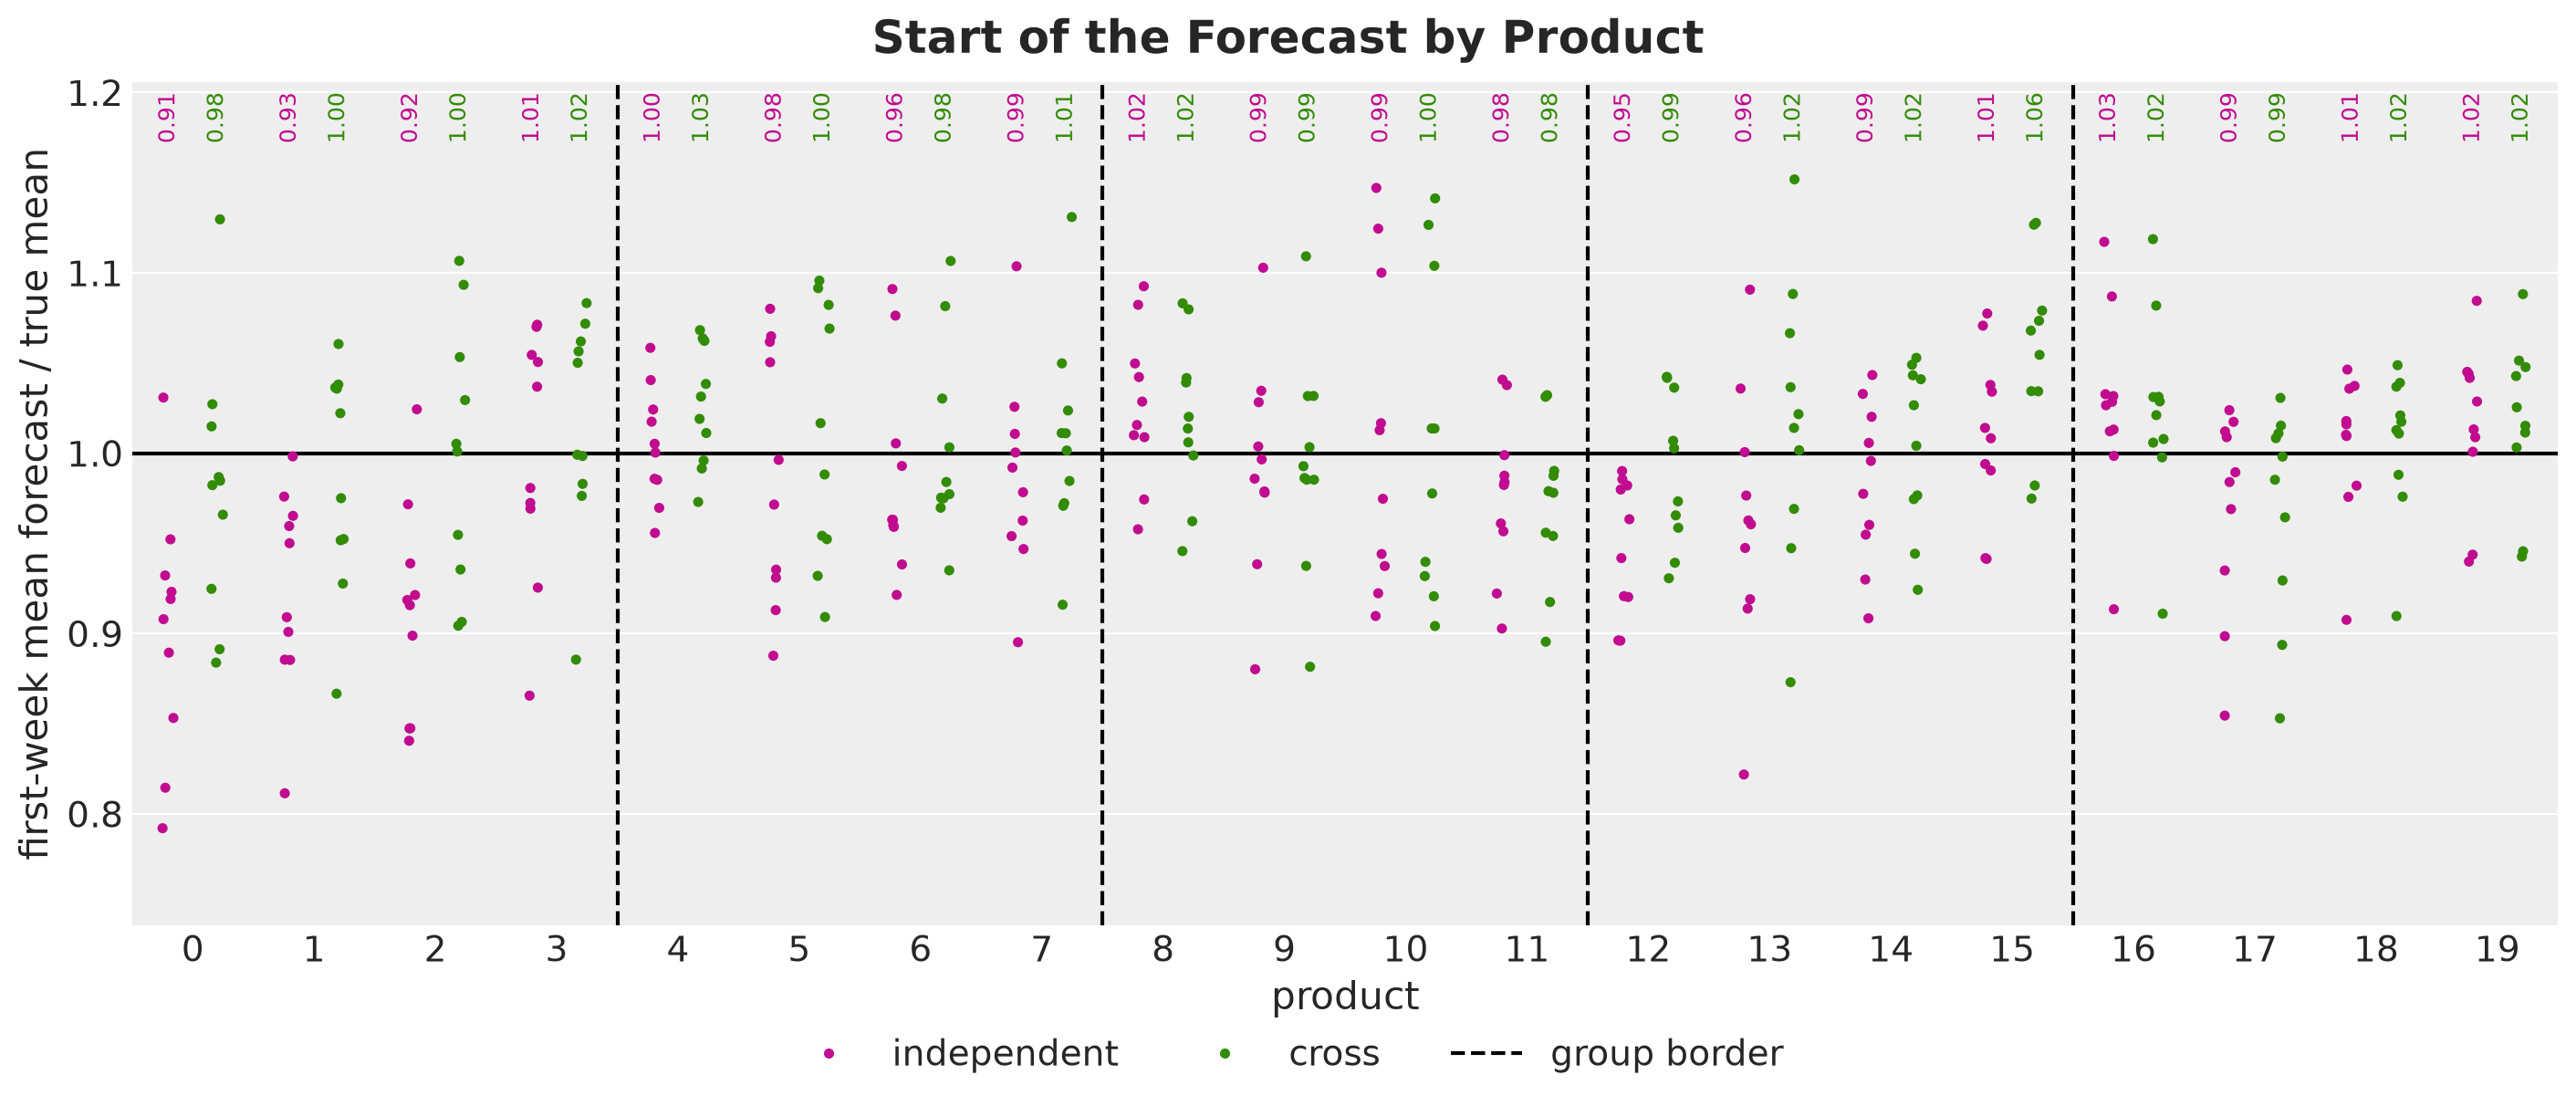 Start of the Forecast by Product
first-week mean forecast / true mean
1.2
1.1
1.0
0.9
0.8
0.91 0.98 0.93 1.00 0.92 1.00 1.01 1.02 1.00 1.03 0.98 1.00 0.96 0.98 0.99 1.01 1.02 1.02 0.99 0.99 0.99 1.00 0.98 0.98 0.95 0.99 0.96 1.02 0.99 1.02 1.01 1.06 1.03 1.02 0.99 0.99 1.01 1.02 1.02 1.02
0 1 2 3 4 5 6 7 8 9 10 11 12 13 14 15 16 17 18 19
product
independent cross group border